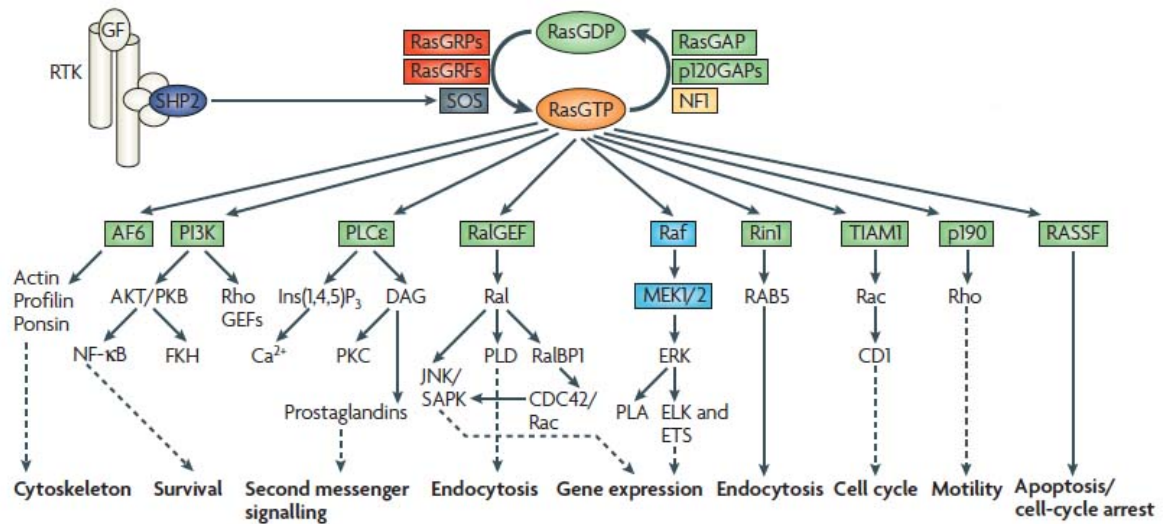 GF
RTK
SHP2
RasGRPs
RasGRFs
SOS
RasGDP
RasGTP
RasGAP
p120GAPs
NF1
AF6
PI3K
PLCε
RalGEF
Raf
Rin1
TIAM1
p190
RASSF
Actin
Profilin
Ponsin
AKT/PKB
Rho
GEFs
Ins(1,4,5)P₃
DAG
Ral
MEK1/2
RAB5
Rac
Rho
NF-κB
FKH
Ca²⁺
PKC
JNK/
SAPK
PLD
RalBP1
ERK
CD1
Prostaglandins
CDC42/
Rac
PLA
ELK and
ETS
Cytoskeleton
Survival
Second messenger
signalling
Endocytosis
Gene expression
Endocytosis
Cell cycle
Motility
Apoptosis/
cell-cycle arrest